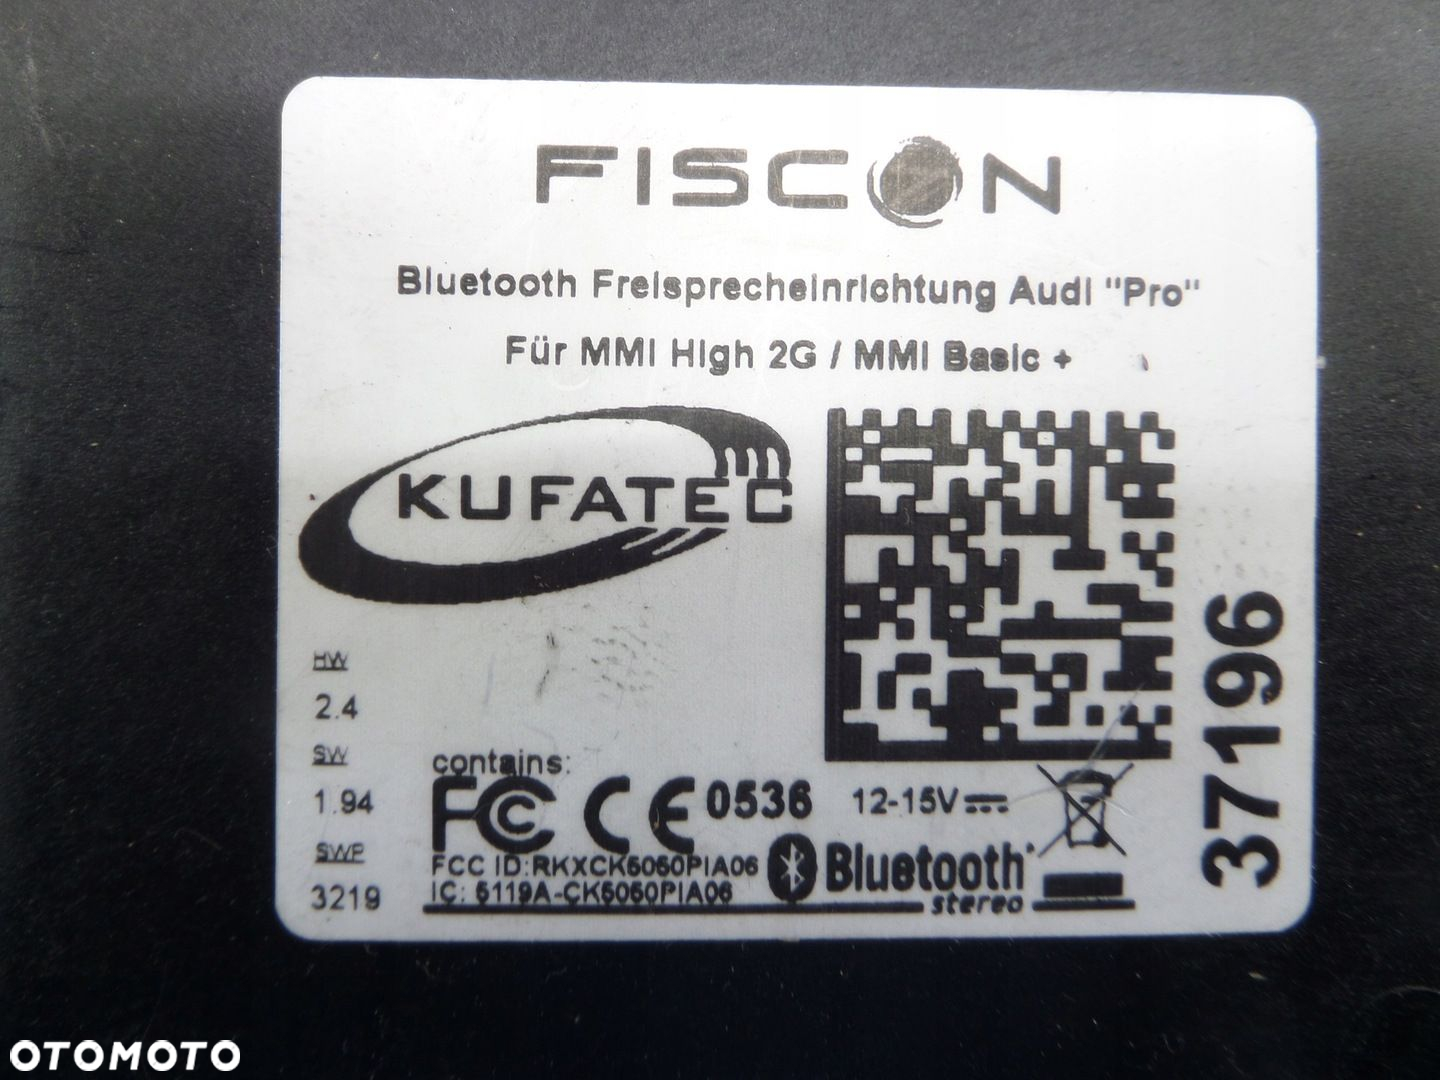 FISCON
Bluetooth Freisprecheinrichtung Audi "Pro"
Für MMI High 2G / MMI Basic +
KUFATEC
37196
HW
2.4
SW
1.94
SWP
3219
contains:
FC CE 0536 12-15V
FCC ID:RKXCK5050PIA06
IC: 5119A-CK5050PIA06
Bluetooth
stereo
OTOMOTO